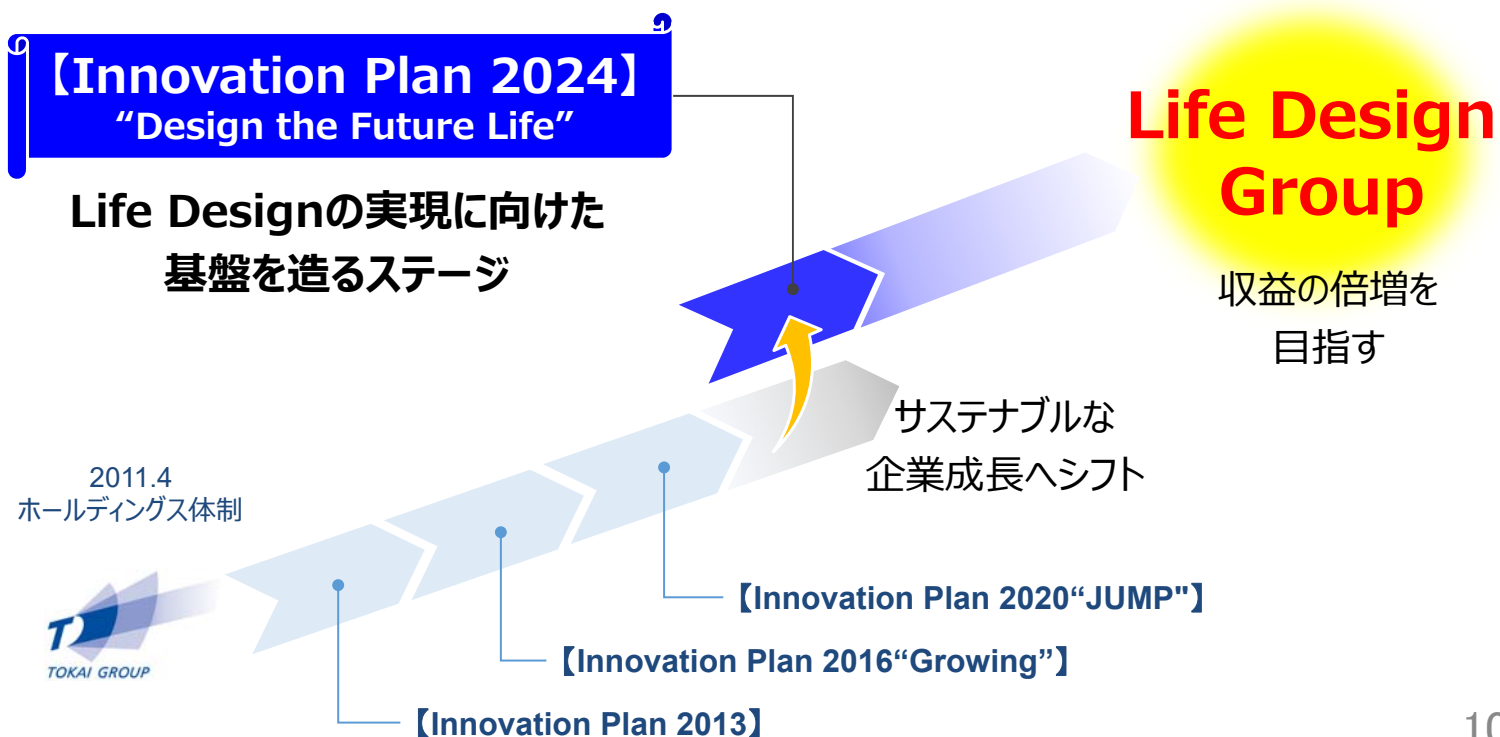 【Innovation Plan 2024】
“Design the Future Life”
Life Designの実現に向けた
基盤を造るステージ
Life Design
Group
収益の倍増を
目指す
サステナブルな
企業成長へシフト
2011.4
ホールディングス体制
TOKAI GROUP
【Innovation Plan 2020“JUMP"】
【Innovation Plan 2016“Growing”】
【Innovation Plan 2013】
10